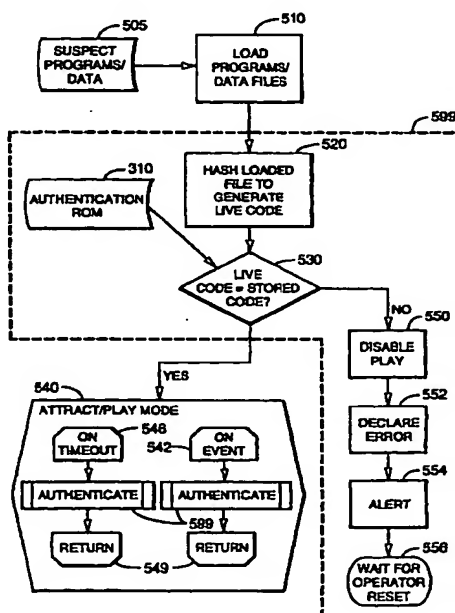 505
SUSPECT
PROGRAMS/
DATA
510
LOAD
PROGRAMS/
DATA FILES
599
520
HASH LOADED
FILE TO
GENERATE
LIVE CODE
310
AUTHENTICATION
ROM
530
LIVE
CODE = STORED
CODE?
NO
YES
550
DISABLE
PLAY
540
ATTRACT/PLAY MODE
552
DECLARE
ERROR
ON
TIMEOUT
548
542
ON
EVENT
AUTHENTICATE
AUTHENTICATE
599
554
ALERT
RETURN
549
RETURN
556
WAIT FOR
OPERATOR
RESET